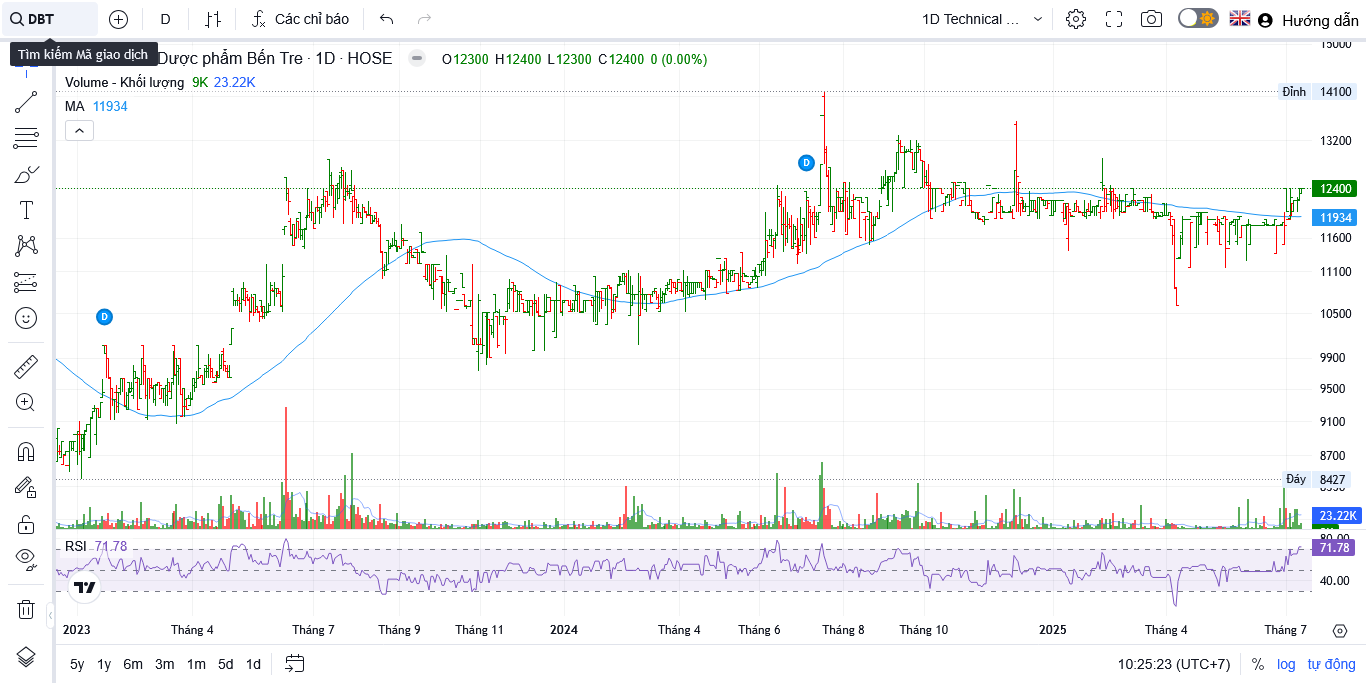 DBT
D
Các chỉ báo
1D Technical ...
Hướng dẫn
Tìm kiếm Mã giao dịch
Dược phẩm Bến Tre · 1D · HOSE
O12300 H12400 L12300 C12400 0 (0.00%)
Volume - Khối lượng 9K 23.22K
MA 11934
15000
Đỉnh 14100
13200
12400
11934
11600
11100
10500
9900
9500
9100
8700
Đáy 8427
23.22K
RSI 71.78
80.00
71.78
40.00
2023 Tháng 4 Tháng 7 Tháng 9 Tháng 11 2024 Tháng 4 Tháng 6 Tháng 8 Tháng 10 2025 Tháng 4 Tháng 7
5y 1y 6m 3m 1m 5d 1d
10:25:23 (UTC+7) % log tự động
D
D